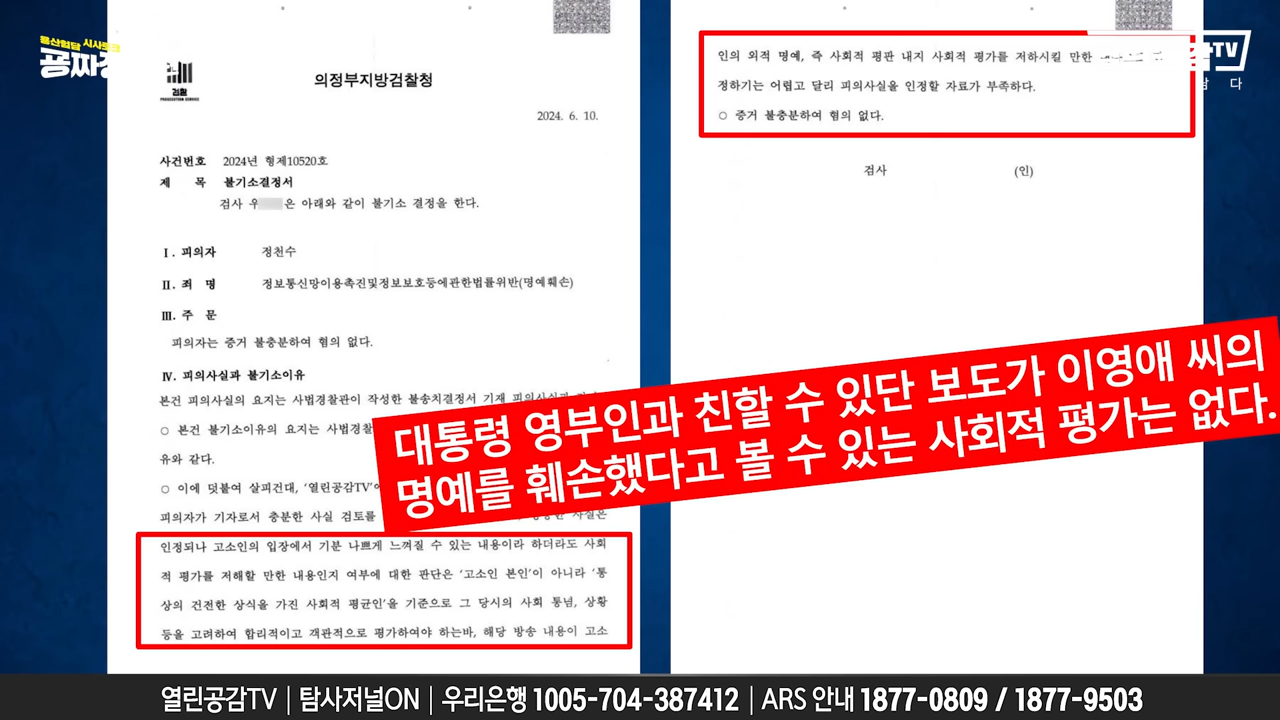 용산험담 시사토크
의정부지방검찰청
검찰
PROSECUTION SERVICE
2024. 6. 10.
사건번호 2024년 형제10520호
제 목 불기소결정서
검사 우 은 아래와 같이 불기소 결정을 한다.
Ⅰ. 피의자 정천수
Ⅱ. 죄 명 정보통신망이용촉진및정보보호등에관한법률위반(명예훼손)
Ⅲ. 주 문
피의자는 증거 불충분하여 혐의 없다.
Ⅳ. 피의사실과 불기소이유
본건 피의사실의 요지는 사법경찰관이 작성한 불송치결정서 기재
○ 본건 불기소이유의 요지는 사법경찰
유와 같다.
○ 이에 덧붙여 살피건대, '열린공감TV'
피의자가 기자로서 충분한 사실 검토를 사실은
인정되나 고소인의 입장에서 기분 나쁘게 느껴질 수 있는 내용이라 하더라도 사회
적 평가를 저해할 만한 내용인지 여부에 대한 판단은 '고소인 본인'이 아니라 '통
상의 건전한 상식을 가진 사회적 평균인'을 기준으로 그 당시의 사회 통념, 상황
등을 고려하여 합리적이고 객관적으로 평가하여야 하는바, 해당 방송 내용이 고소
인의 외적 명예, 즉 사회적 평판 내지 사회적 평가를 저하시킬 만한
정하기는 어렵고 달리 피의사실을 인정할 자료가 부족하다.
○ 증거 불충분하여 혐의 없다.
검사 (인)
TV
담 다
대통령 영부인과 친할 수 있단 보도가 이영애 씨의
명예를 훼손했다고 볼 수 있는 사회적 평가는 없다.
열린공감TV | 탐사저널ON | 우리은행 1005-704-387412 | ARS 안내 1877-0809 / 1877-9503